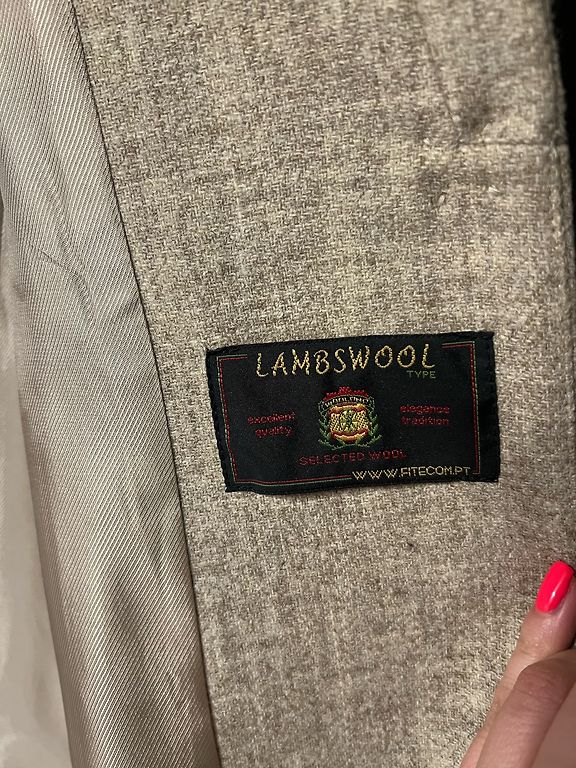 LAMBSWOOL
TYPE
excellent
quality
elegance
tradition
SELECTED WOOL
WWW.FITECOM.PT